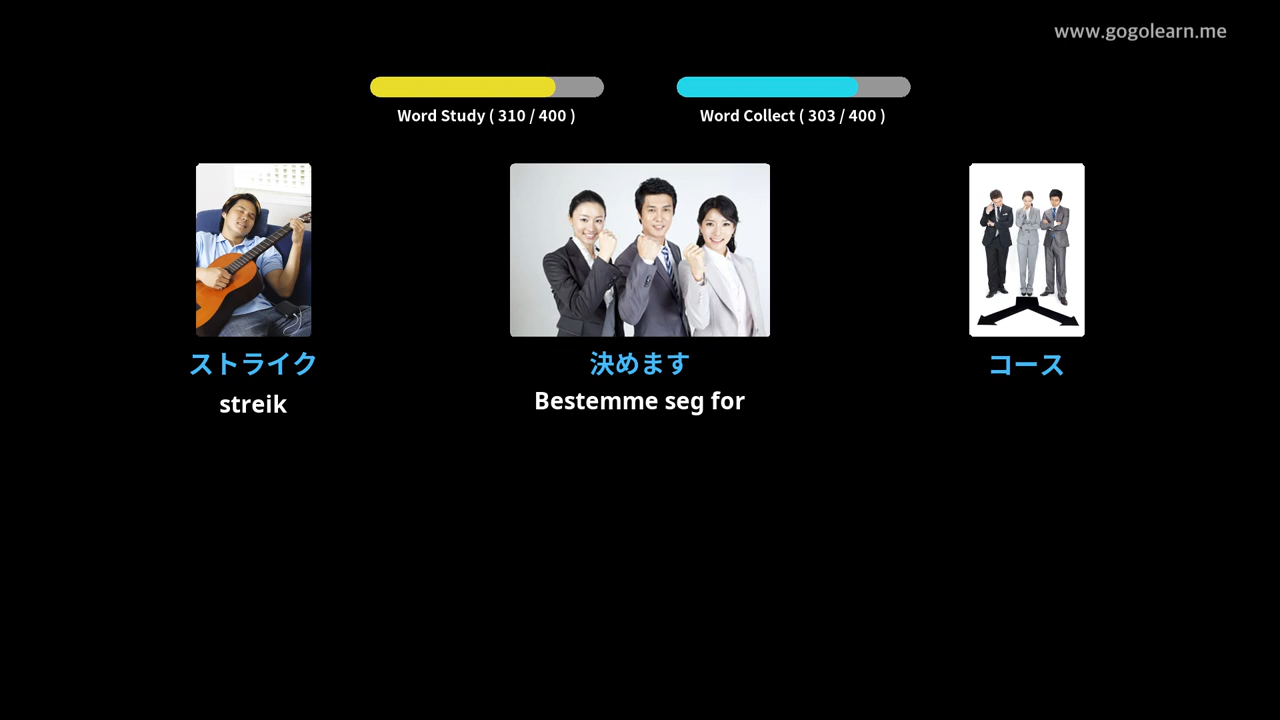 www.gogolearn.me
Word Study ( 310 / 400 )
Word Collect ( 303 / 400 )
ストライク
決めます
コース
streik
Bestemme seg for